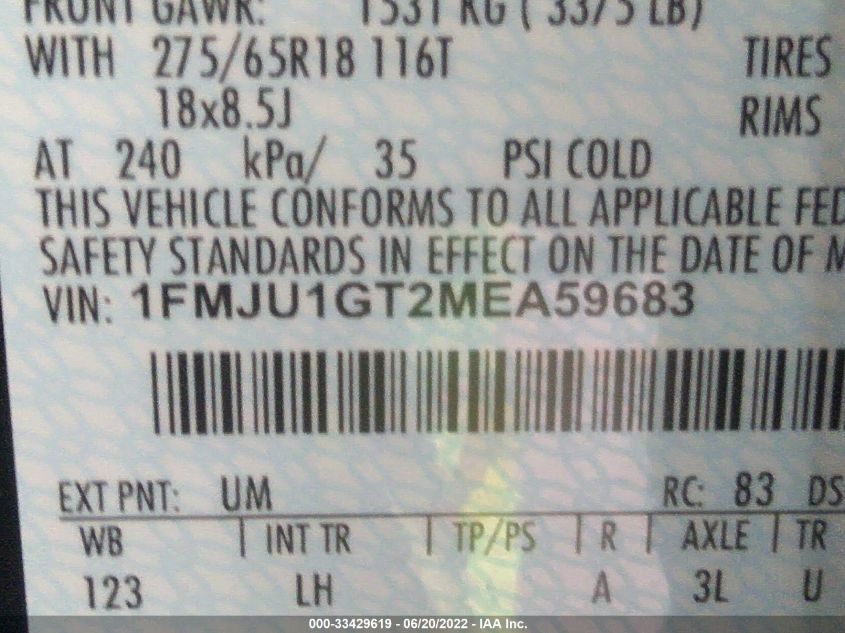 FRONT GAWR: 1531 KG ( 3375 LB)
WITH 275/65R18 116T TIRES
18x8.5J RIMS
AT 240 kPa/ 35 PSI COLD
THIS VEHICLE CONFORMS TO ALL APPLICABLE FED
SAFETY STANDARDS IN EFFECT ON THE DATE OF M
VIN: 1FMJU1GT2MEA59683
EXT PNT: UM RC: 83 DS
WB | INT TR | TP/PS | R | AXLE | TR
123 LH A 3L U
000-33429619 - 06/20/2022 - IAA Inc.